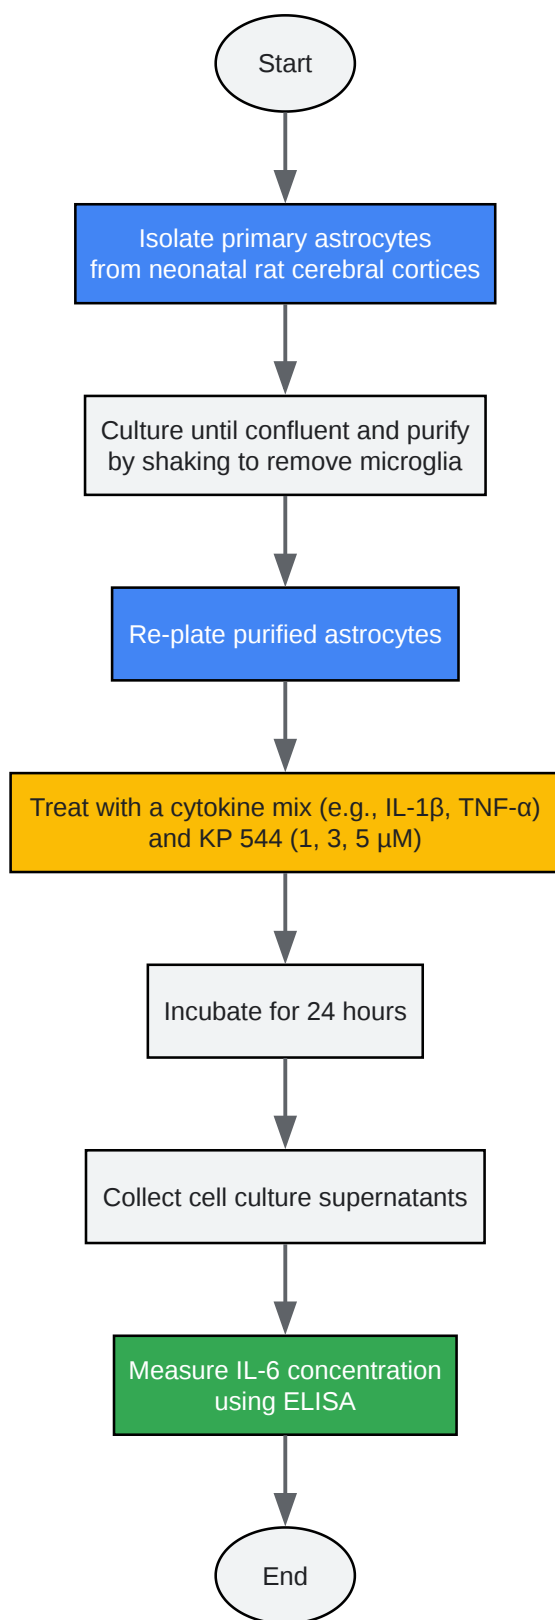 Start
Isolate primary astrocytes
from neonatal rat cerebral cortices
Culture until confluent and purify
by shaking to remove microglia
Re-plate purified astrocytes
Treat with a cytokine mix (e.g., IL-1β, TNF-α)
and KP 544 (1, 3, 5 µM)
Incubate for 24 hours
Collect cell culture supernatants
Measure IL-6 concentration
using ELISA
End